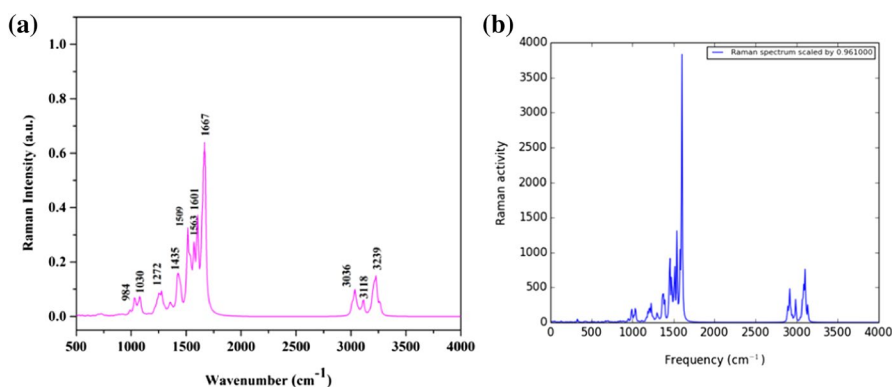 (a)
1.0
0.8
0.6
0.4
0.2
0.0
Raman Intensity (a.u.)
984
1030
1272
1435
1509
1563
1601
1667
3036
3118
3239
500 1000 1500 2000 2500 3000 3500 4000
Wavenumber (cm-1)
(b)
4000
3500
3000
2500
2000
1500
1000
500
0
Raman activity
Raman spectrum scaled by 0.961000
0 500 1000 1500 2000 2500 3000 3500 4000
Frequency (cm⁻¹)